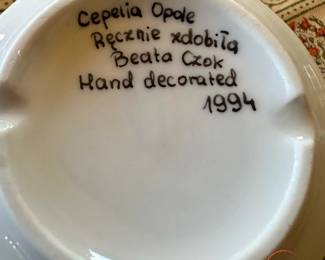 Cepelia Opole
Ręcznie zdobiła
Beata Czok
Hand decorated
1994